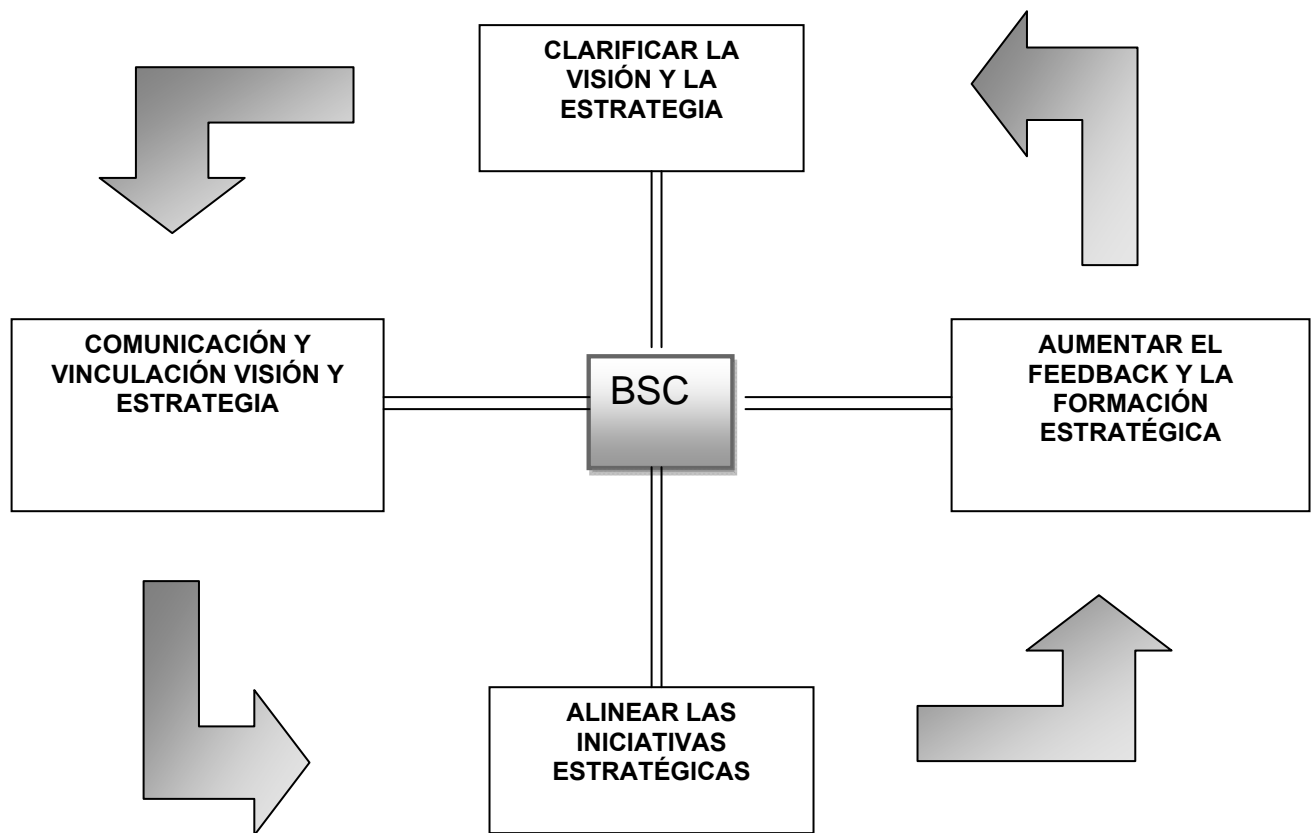 CLARIFICAR LA
VISIÓN Y LA
ESTRATEGIA
COMUNICACIÓN Y
VINCULACIÓN VISIÓN Y
ESTRATEGIA
BSC
AUMENTAR EL
FEEDBACK Y LA
FORMACIÓN
ESTRATÉGICA
ALINEAR LAS
INICIATIVAS
ESTRATÉGICAS